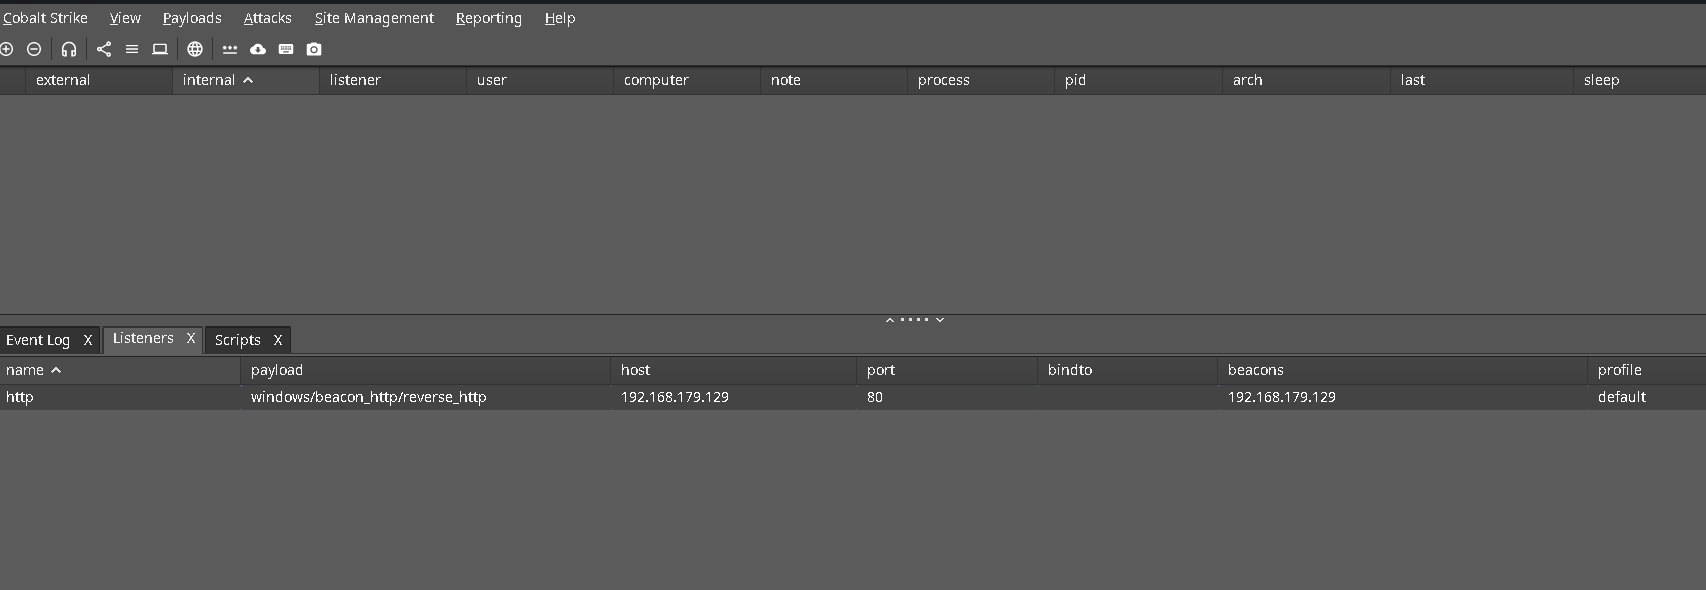 Cobalt Strike View Payloads Attacks Site Management Reporting Help
external internal listener user computer note process pid arch last sleep
Event Log X Listeners X Scripts X
name payload host port bindto beacons profile
http windows/beacon_http/reverse_http 192.168.179.129 80 192.168.179.129 default